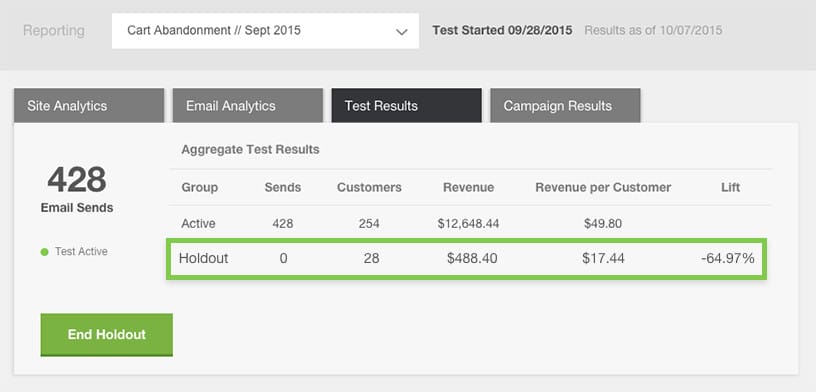 Reporting Cart Abandonment // Sept 2015 Test Started 09/28/2015 Results as of 10/07/2015
Site Analytics Email Analytics Test Results Campaign Results
428
Email Sends
Test Active
End Holdout
Aggregate Test Results
Group Sends Customers Revenue Revenue per Customer Lift
Active 428 254 $12,648.44 $49.80
Holdout 0 28 $488.40 $17.44 -64.97%